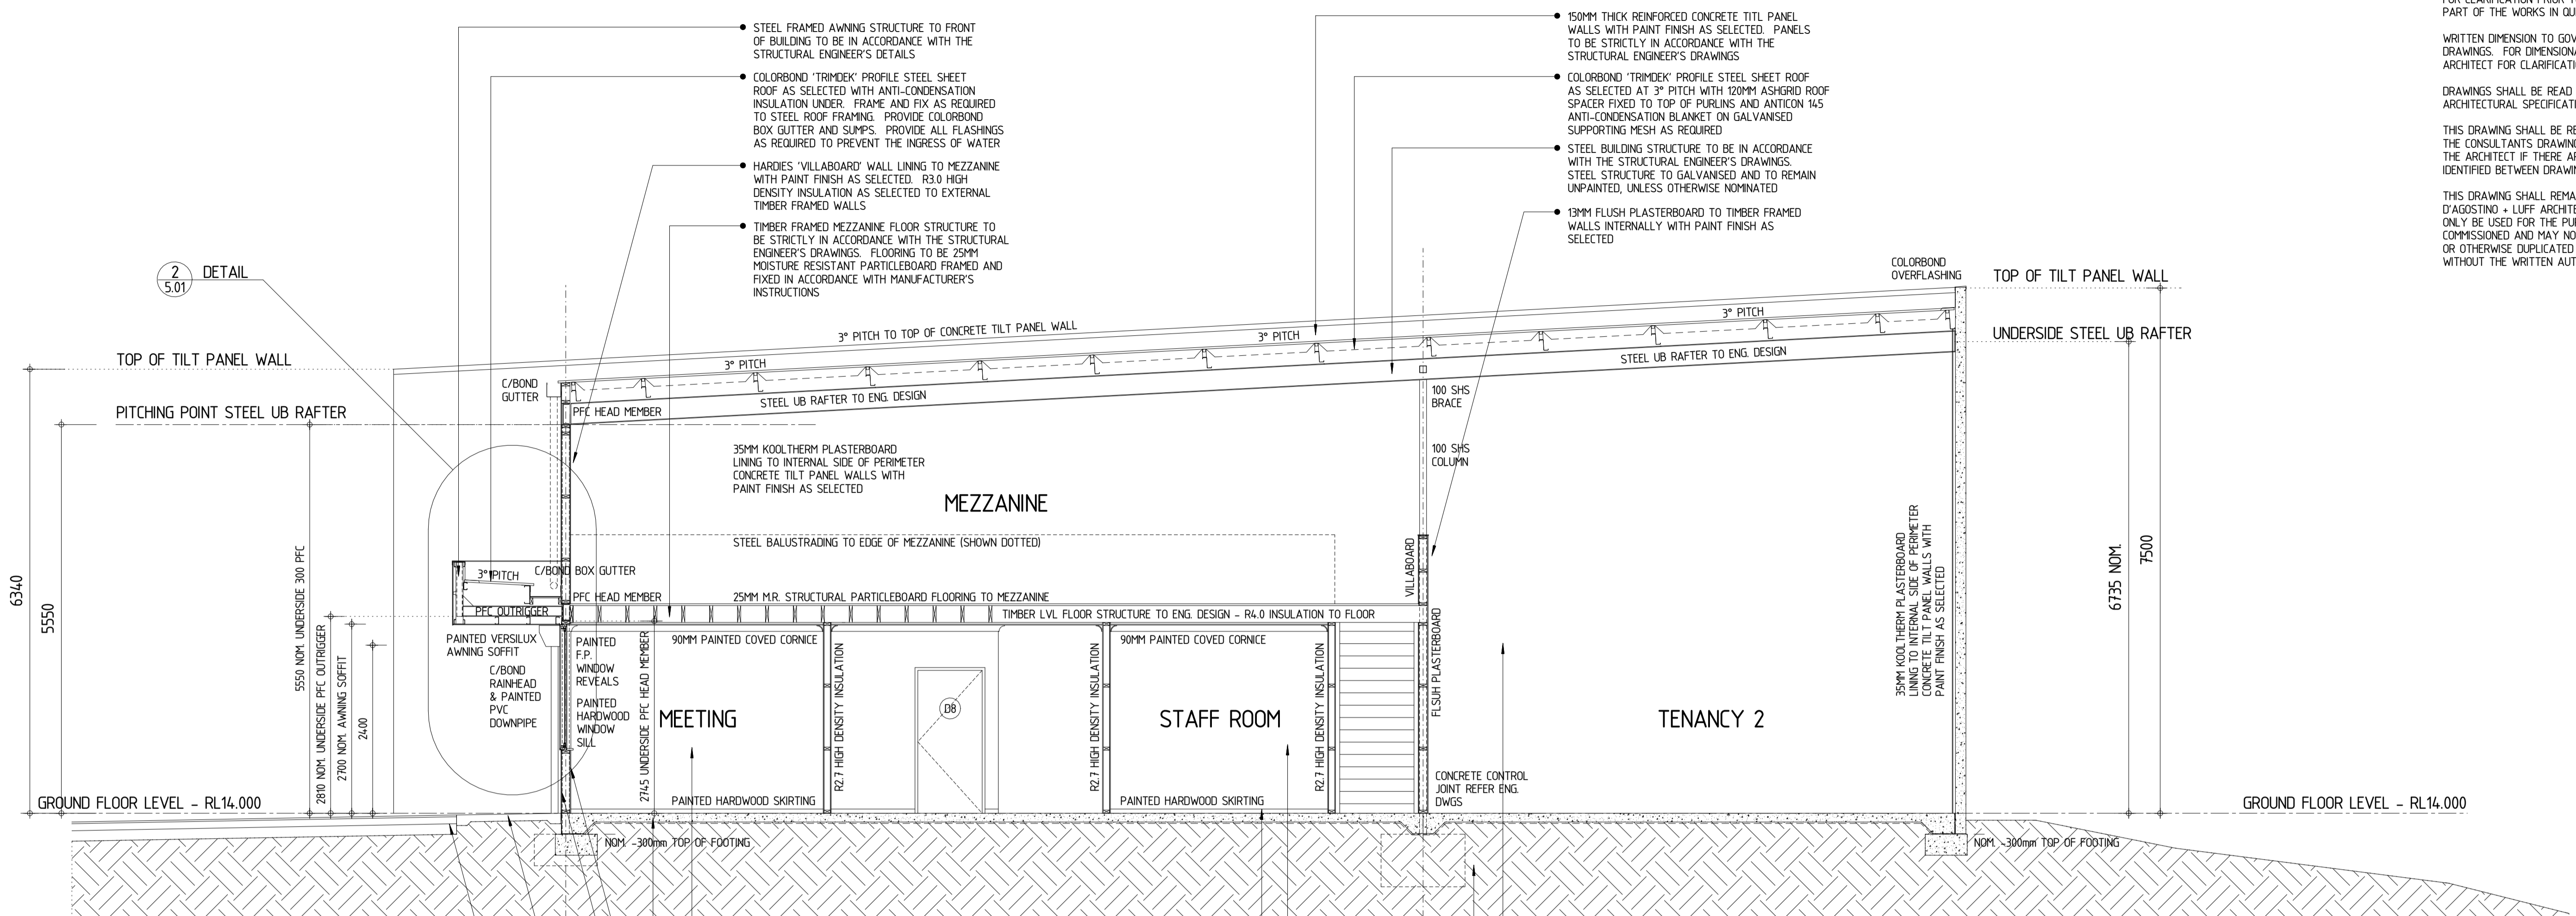 STEEL FRAMED AWNING STRUCTURE TO FRONT
OF BUILDING TO BE IN ACCORDANCE WITH THE
STRUCTURAL ENGINEER'S DETAILS
COLORBOND 'TRIMDEK' PROFILE STEEL SHEET
ROOF AS SELECTED WITH ANTI-CONDENSATION
INSULATION UNDER. FRAME AND FIX AS REQUIRED
TO STEEL ROOF FRAMING. PROVIDE COLORBOND
BOX GUTTER AND SUMPS. PROVIDE ALL FLASHINGS
AS REQUIRED TO PREVENT THE INGRESS OF WATER
HARDIES 'VILLABOARD' WALL LINING TO MEZZANINE
WITH PAINT FINISH AS SELECTED. R3.0 HIGH
DENSITY INSULATION AS SELECTED TO EXTERNAL
TIMBER FRAMED WALLS
TIMBER FRAMED MEZZANINE FLOOR STRUCTURE TO
BE STRICTLY IN ACCORDANCE WITH THE STRUCTURAL
ENGINEER'S DRAWINGS. FLOORING TO BE 25MM
MOISTURE RESISTANT PARTICLEBOARD FRAMED AND
FIXED IN ACCORDANCE WITH MANUFACTURER'S
INSTRUCTIONS
150MM THICK REINFORCED CONCRETE TITL PANEL
WALLS WITH PAINT FINISH AS SELECTED. PANELS
TO BE STRICTLY IN ACCORDANCE WITH THE
STRUCTURAL ENGINEER'S DRAWINGS
COLORBOND 'TRIMDEK' PROFILE STEEL SHEET ROOF
AS SELECTED AT 3° PITCH WITH 120MM ASHGRID ROOF
SPACER FIXED TO TOP OF PURLINS AND ANTICON 145
ANTI-CONDENSATION BLANKET ON GALVANISED
SUPPORTING MESH AS REQUIRED
STEEL BUILDING STRUCTURE TO BE IN ACCORDANCE
WITH THE STRUCTURAL ENGINEER'S DRAWINGS.
STEEL STRUCTURE TO GALVANISED AND TO REMAIN
UNPAINTED, UNLESS OTHERWISE NOMINATED
13MM FLUSH PLASTERBOARD TO TIMBER FRAMED
WALLS INTERNALLY WITH PAINT FINISH AS
SELECTED
PART OF THE WORKS IN QU
WRITTEN DIMENSION TO GOV
DRAWINGS. FOR DIMENSION
ARCHITECT FOR CLARIFICATI
DRAWINGS SHALL BE READ
ARCHITECTURAL SPECIFICAT
THIS DRAWING SHALL BE RE
THE CONSULTANTS DRAWIN
THE ARCHITECT IF THERE A
IDENTIFIED BETWEEN DRAWI
THIS DRAWING SHALL REMA
D'AGOSTINO + LUFF ARCHITE
ONLY BE USED FOR THE PU
COMMISSIONED AND MAY NO
OR OTHERWISE DUPLICATED
WITHOUT THE WRITTEN AUT
2 DETAIL
5.01
COLORBOND
OVERFLASHING
TOP OF TILT PANEL WALL
UNDERSIDE STEEL UB RAFTER
3° PITCH TO TOP OF CONCRETE TILT PANEL WALL
3° PITCH
3° PITCH
3° PITCH
STEEL UB RAFTER TO ENG. DESIGN
STEEL UB RAFTER TO ENG. DESIGN
TOP OF TILT PANEL WALL
PITCHING POINT STEEL UB RAFTER
C/BOND
GUTTER
PFC HEAD MEMBER
100 SHS
BRACE
100 SHS
COLUMN
35MM KOOLTHERM PLASTERBOARD
LINING TO INTERNAL SIDE OF PERIMETER
CONCRETE TILT PANEL WALLS WITH
PAINT FINISH AS SELECTED
MEZZANINE
STEEL BALUSTRADING TO EDGE OF MEZZANINE (SHOWN DOTTED)
3° PITCH
C/BOND BOX GUTTER
PFC HEAD MEMBER
25MM M.R. STRUCTURAL PARTICLEBOARD FLOORING TO MEZZANINE
PFC OUTRIGGER
TIMBER LVL FLOOR STRUCTURE TO ENG. DESIGN - R4.0 INSULATION TO FLOOR
PAINTED VERSILUX
AWNING SOFFIT
C/BOND
RAINHEAD
& PAINTED
PVC
DOWNPIPE
PAINTED
F.P.
WINDOW
REVEALS
PAINTED
HARDWOOD
WINDOW
SILL
90MM PAINTED COVED CORNICE
90MM PAINTED COVED CORNICE
6340
5550
5550 NOM. UNDERSIDE 300 PFC
2810 NOM. UNDERSIDE PFC OUTRIGGER
2700 NOM. AWNING SOFFIT
2400
2745 UNDERSIDE PFC HEAD MEMBER
R2.7 HIGH DENSITY INSULATION
R2.7 HIGH DENSITY INSULATION
R2.7 HIGH DENSITY INSULATION
VILLABOARD
FLSUH PLASTERBOARD
35MM KOOLTHERM PLASTERBOARD
LINING TO INTERNAL SIDE OF PERIMETER
CONCRETE TILT PANEL WALLS WITH
PAINT FINISH AS SELECTED
6735 NOM.
7500
MEETING
D8
STAFF ROOM
TENANCY 2
PAINTED HARDWOOD SKIRTING
PAINTED HARDWOOD SKIRTING
CONCRETE CONTROL
JOINT REFER ENG.
DWGS
GROUND FLOOR LEVEL - RL14.000
GROUND FLOOR LEVEL - RL14.000
NOM. -300mm TOP OF FOOTING
NOM. -300mm TOP OF FOOTING